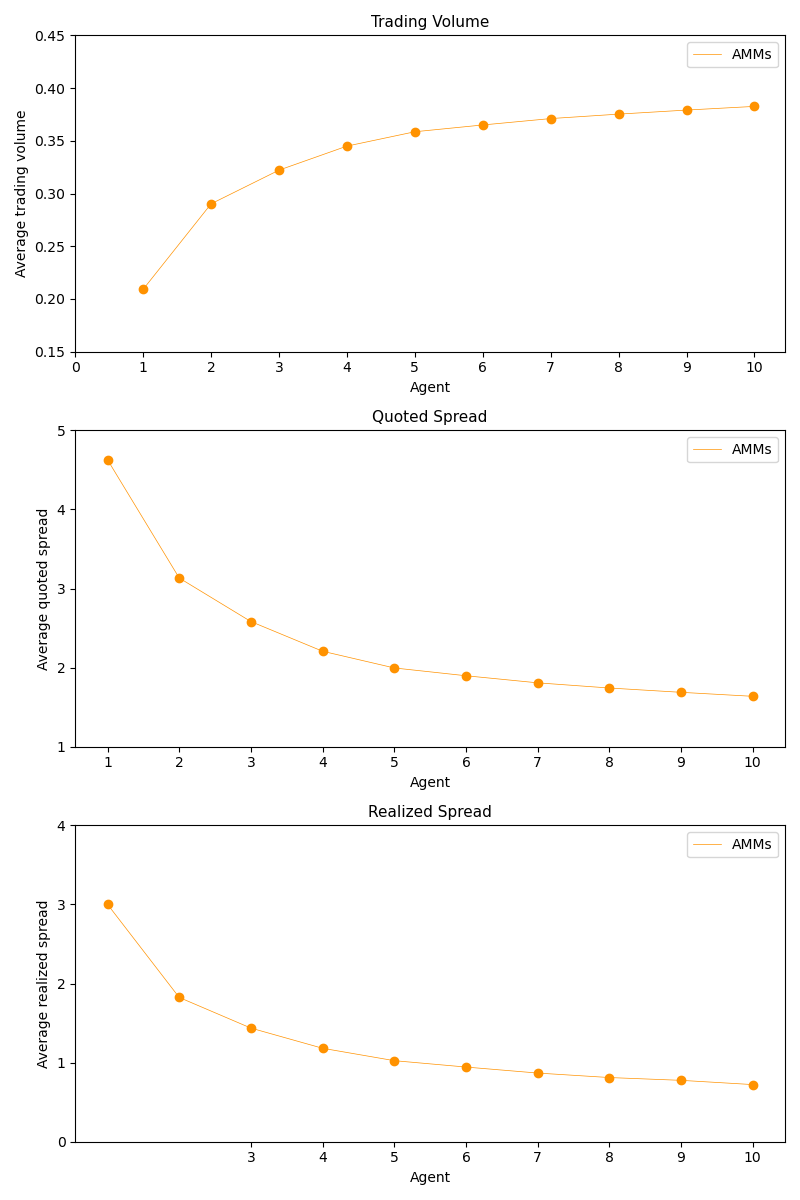 Trading Volume
AMMs
Average trading volume
0.45
0.40
0.35
0.30
0.25
0.20
0.15
0 1 2 3 4 5 6 7 8 9 10
Agent
Quoted Spread
AMMs
Average quoted spread
5
4
3
2
1
1 2 3 4 5 6 7 8 9 10
Agent
Realized Spread
AMMs
Average realized spread
4
3
2
1
0
3 4 5 6 7 8 9 10
Agent